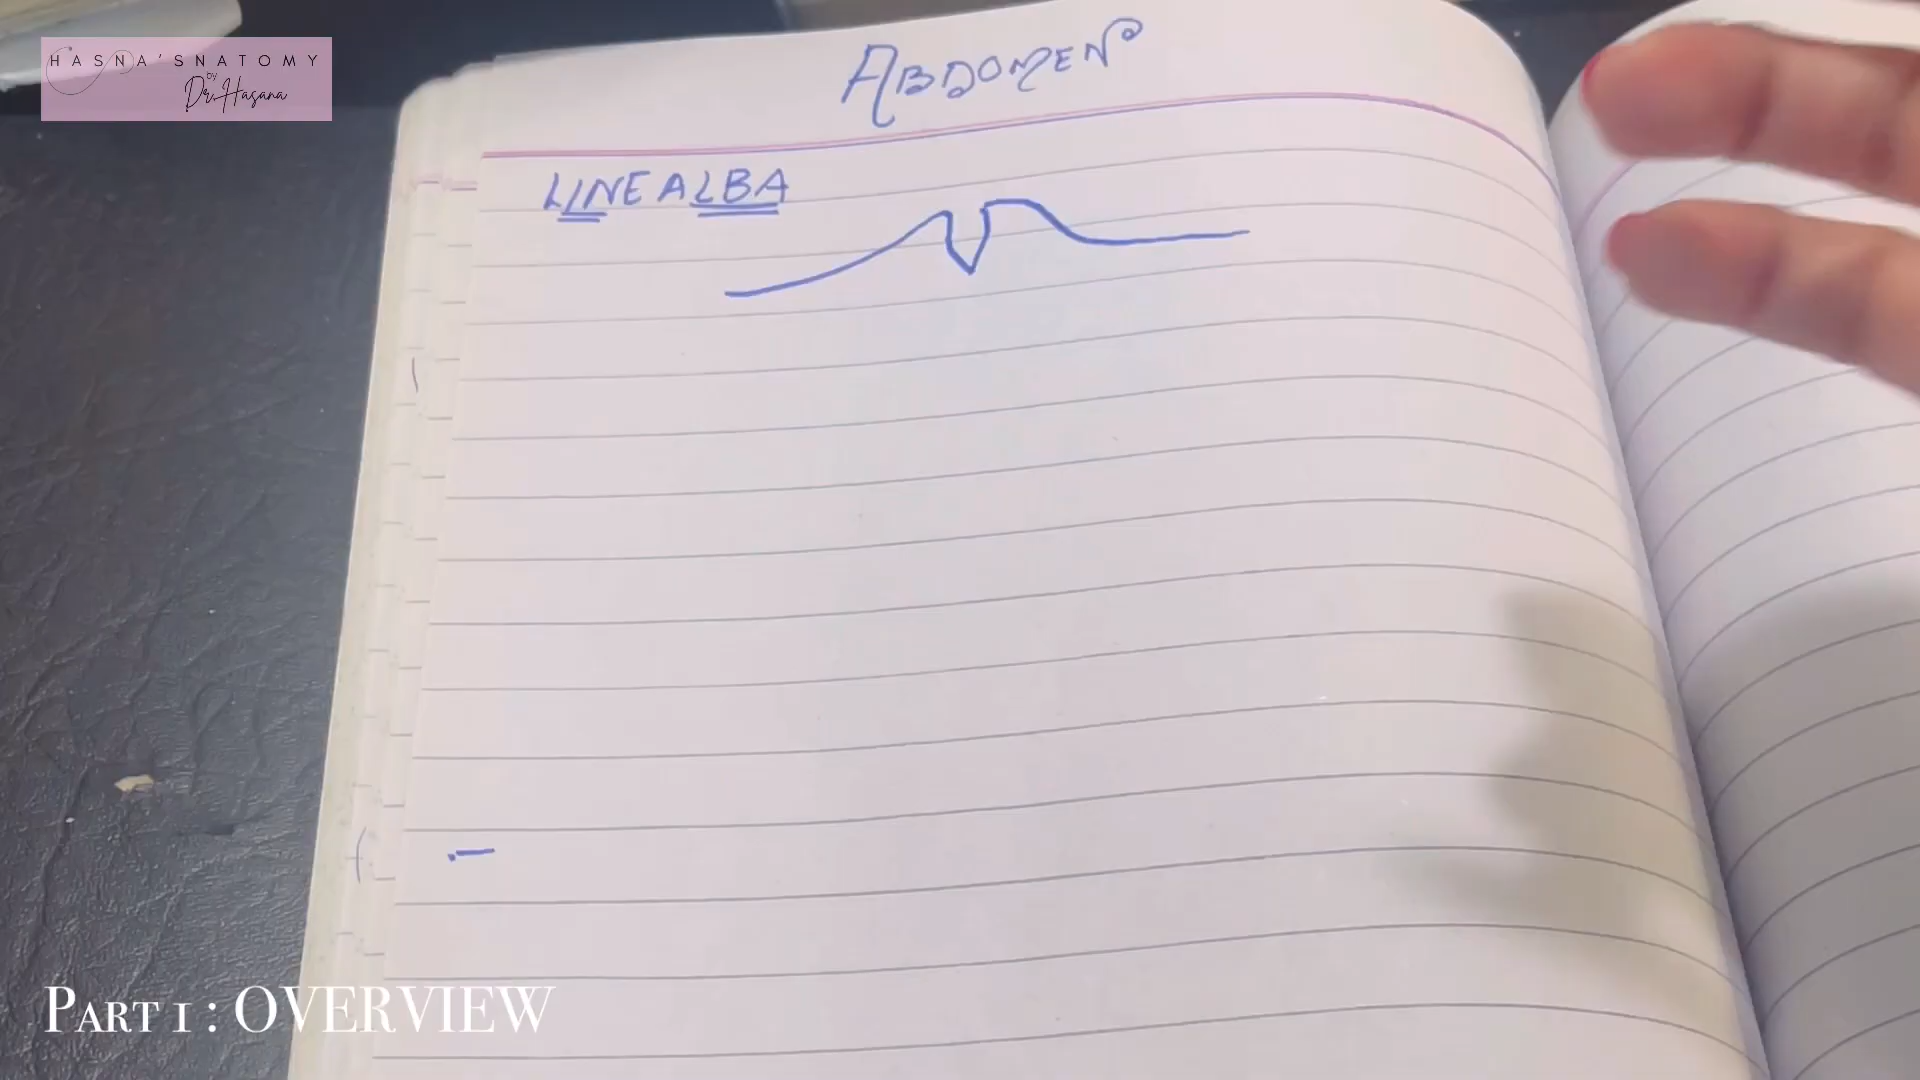 HASNA'SNATOMY
by
Dr. Hasana
ABDOMEN
LINEALBA
PART 1 : OVERVIEW